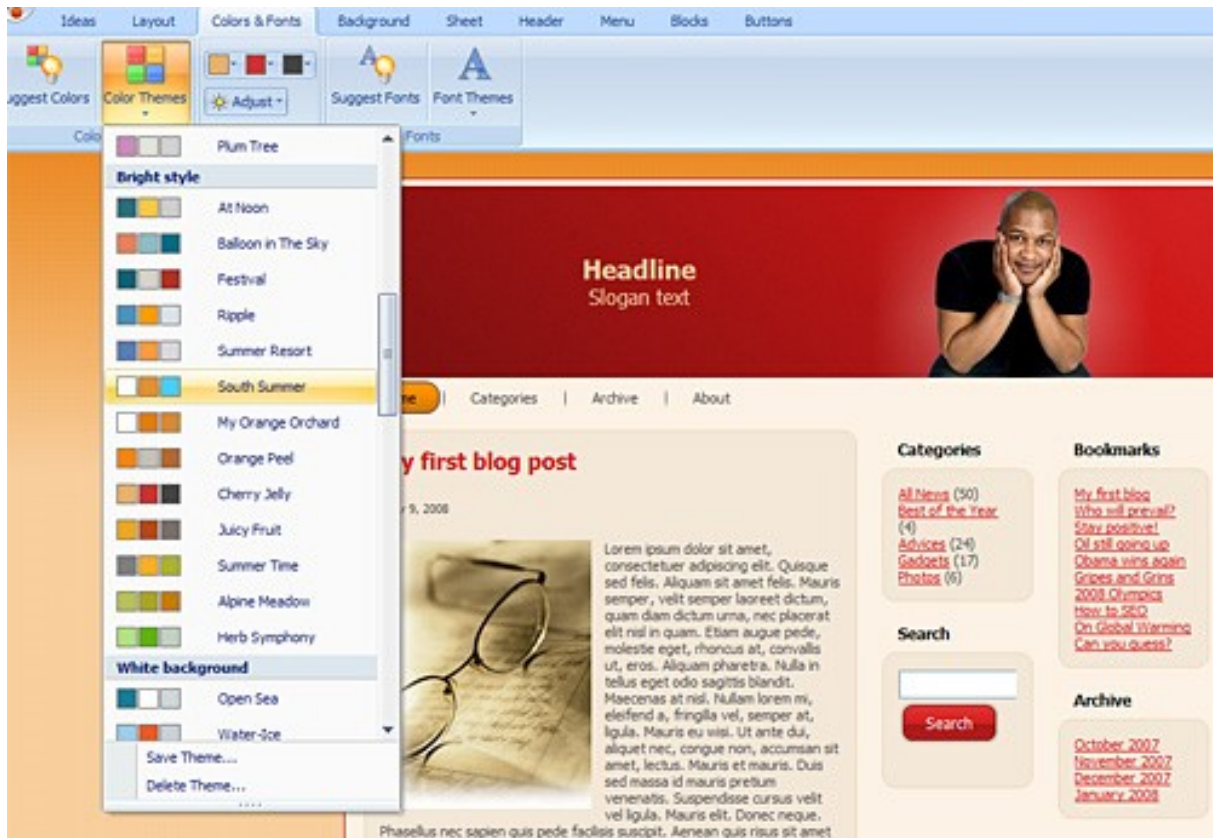 Ideas Layout Colors & Fonts Background Sheet Header Menu Blocks Buttons
uggest Colors Color Themes Adjust Suggest Fonts Font Themes
Colo Fonts
Plum Tree
Bright style
At Noon
Balloon in The Sky
Festival
Ripple
Summer Resort
South Summer
My Orange Orchard
Orange Peel
Cherry Jelly
Juicy Fruit
Summer Time
Alpine Meadow
Herb Symphony
White background
Open Sea
Water-Ice
Save Theme...
Delete Theme...
Headline
Slogan text
me | Categories | Archive | About
y first blog post
y 9, 2008
Lorem ipsum dolor sit amet,
consectetuer adipiscing elit. Quisque
sed felis. Aliquam sit amet felis. Mauris
semper, velit semper laoreet dictum,
quam diam dictum urna, nec placerat
elit nisl in quam. Etiam augue pede,
molestie eget, rhoncus at, convallis
ut, eros. Aliquam pharetra. Nulla in
tellus eget odio sagittis blandit.
Maecenas at nisl. Nullam lorem mi,
eleifend a, fringilla vel, semper at,
ligula. Mauris eu wisi. Ut ante dui,
aliquet nec, congue non, accumsan sit
amet, lectus. Mauris et mauris. Duis
sed massa id mauris pretium
venenatis. Suspendisse cursus velit
vel ligula. Mauris elit. Donec neque.
Phasellus nec sapien quis pede facilisis suscipit. Aenean quis risus sit amet
Categories
All News (50)
Best of the Year
(4)
Advices (24)
Gadgets (17)
Photos (6)
Search
Search
Bookmarks
My first blog
Who will prevail?
Stay positive!
Oil still going up
Obama wins again
Gripes and Grins
2008 Olympics
How to SEO
On Global Warming
Can you guess?
Archive
October 2007
November 2007
December 2007
January 2008